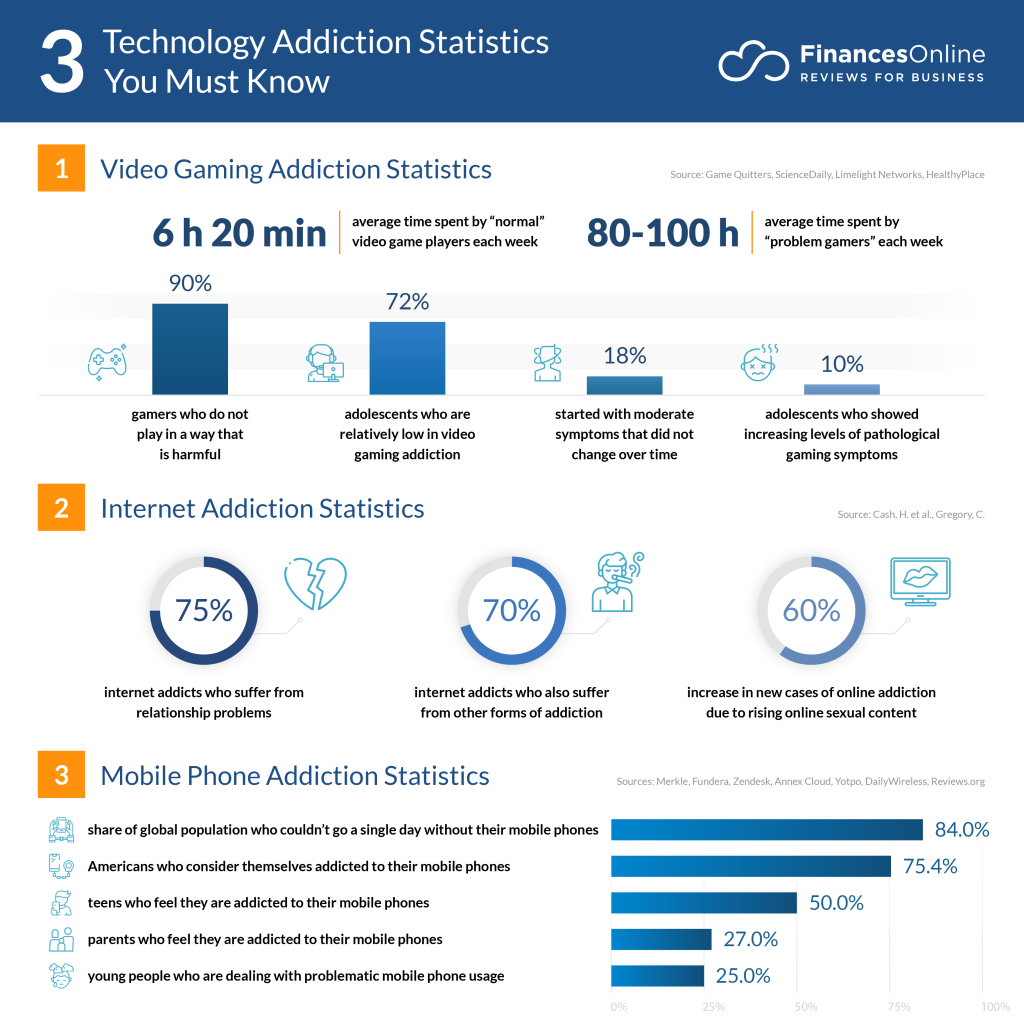 3
Technology Addiction Statistics
You Must Know
FinancesOnline
REVIEWS FOR BUSINESS
1
Video Gaming Addiction Statistics
Source: Game Quitters, ScienceDaily, Limelight Networks, HealthyPlace
6 h 20 min
average time spent by “normal”
video game players each week
80-100 h
average time spent by
“problem gamers” each week
90%
72%
18%
10%
gamers who do not
play in a way that
is harmful
adolescents who are
relatively low in video
gaming addiction
started with moderate
symptoms that did not
change over time
adolescents who showed
increasing levels of pathological
gaming symptoms
2
Internet Addiction Statistics
Source: Cash, H. et al., Gregory, C.
75%
70%
60%
internet addicts who suffer from
relationship problems
internet addicts who also suffer
from other forms of addiction
increase in new cases of online addiction
due to rising online sexual content
3
Mobile Phone Addiction Statistics
Sources: Merkle, Fundera, Zendesk, Annex Cloud, Yotpo, DailyWireless, Reviews.org
share of global population who couldn’t go a single day without their mobile phones
84.0%
Americans who consider themselves addicted to their mobile phones
75.4%
teens who feel they are addicted to their mobile phones
50.0%
parents who feel they are addicted to their mobile phones
27.0%
young people who are dealing with problematic mobile phone usage
25.0%
0%
25%
50%
75%
100%